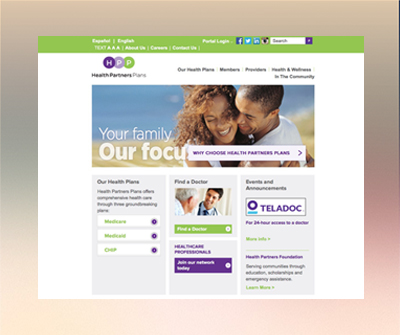 Español | English
TEXT A A A | About Us | Careers | Contact Us
Portal Login
Search
HPP
Health Partners Plans
Our Health Plans Members Providers Health & Wellness
In The Community
Your family.
Our focu
WHY CHOOSE HEALTH PARTNERS PLANS
Our Health Plans
Health Partners Plans offers
comprehensive health care
through three groundbreaking
plans:
Medicare
Medicaid
CHIP
Find a Doctor
Find a Doctor
HEALTHCARE
PROFESSIONALS
Join our network
today
Events and
Announcements
TELADOC
For 24-hour access to a doctor
More info >
Health Partners Foundation
Serving communities through
education, scholarships and
emergency assistance.
Learn More >